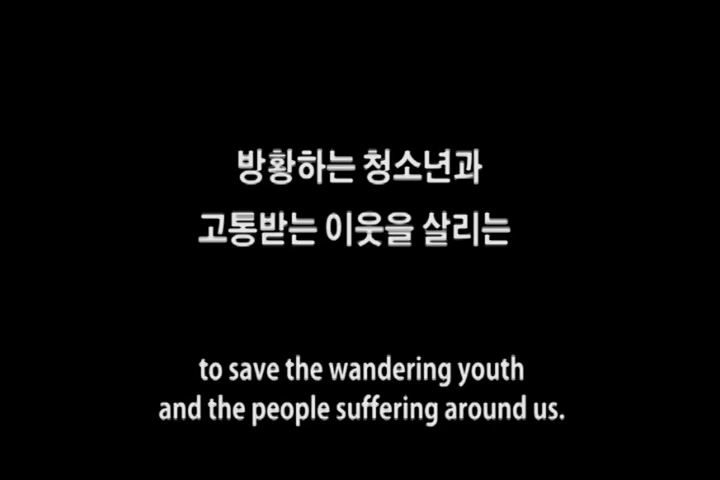 방황하는 청소년과
고통받는 이웃을 살리는
to save the wandering youth
and the people suffering around us.